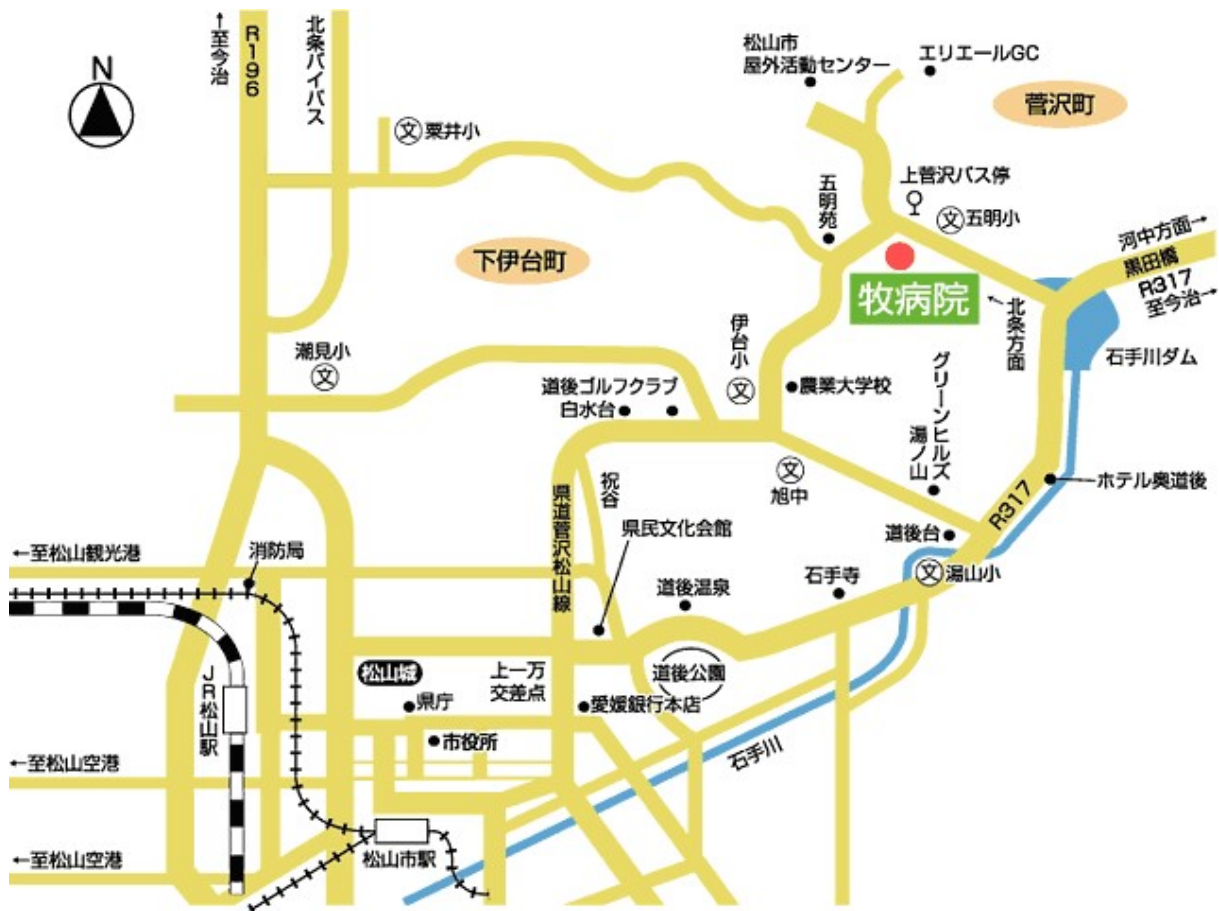 ←至今治
R196
北条バイパス
松山市
屋外活動センター
エリエールGC
菅沢町
N
文
粟井小
上菅沢バス停
五明苑
文
五明小
河中方面→
黒田橋
R317
至今治→
下伊台町
牧病院
←北条方面
石手川ダム
潮見小
文
伊台小
文
農業大学校
道後ゴルフクラブ
白水台
グリーンヒルズ
湯ノ山
文
旭中
ホテル奥道後
R317
県道菅沢松山線
祝谷
県民文化会館
道後台
←至松山観光港
消防局
道後温泉
石手寺
文
湯山小
JR松山駅
松山城
上一万
交差点
道後公園
県庁
愛媛銀行本店
市役所
石手川
←至松山空港
←至松山空港
松山市駅